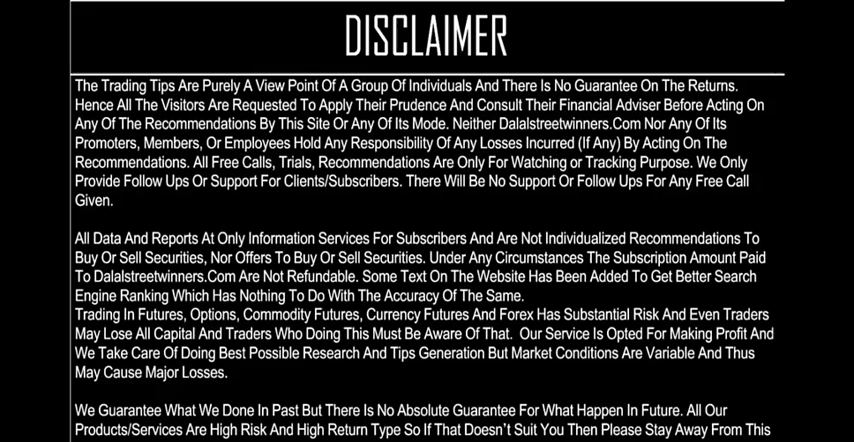 DISCLAIMER
The Trading Tips Are Purely A View Point Of A Group Of Individuals And There Is No Guarantee On The Returns.
Hence All The Visitors Are Requested To Apply Their Prudence And Consult Their Financial Adviser Before Acting On
Any Of The Recommendations By This Site Or Any Of Its Mode. Neither Dalalstreetwinners.Com Nor Any Of Its
Promoters, Members, Or Employees Hold Any Responsibility Of Any Losses Incurred (If Any) By Acting On The
Recommendations. All Free Calls, Trials, Recommendations Are Only For Watching or Tracking Purpose. We Only
Provide Follow Ups Or Support For Clients/Subscribers. There Will Be No Support Or Follow Ups For Any Free Call
Given.
All Data And Reports At Only Information Services For Subscribers And Are Not Individualized Recommendations To
Buy Or Sell Securities, Nor Offers To Buy Or Sell Securities. Under Any Circumstances The Subscription Amount Paid
To Dalalstreetwinners.Com Are Not Refundable. Some Text On The Website Has Been Added To Get Better Search
Engine Ranking Which Has Nothing To Do With The Accuracy Of The Same.
Trading In Futures, Options, Commodity Futures, Currency Futures And Forex Has Substantial Risk And Even Traders
May Lose All Capital And Traders Who Doing This Must Be Aware Of That. Our Service Is Opted For Making Profit And
We Take Care Of Doing Best Possible Research And Tips Generation But Market Conditions Are Variable And Thus
May Cause Major Losses.
We Guarantee What We Done In Past But There Is No Absolute Guarantee For What Happen In Future. All Our
Products/Services Are High Risk And High Return Type So If That Doesn't Suit You Then Please Stay Away From This